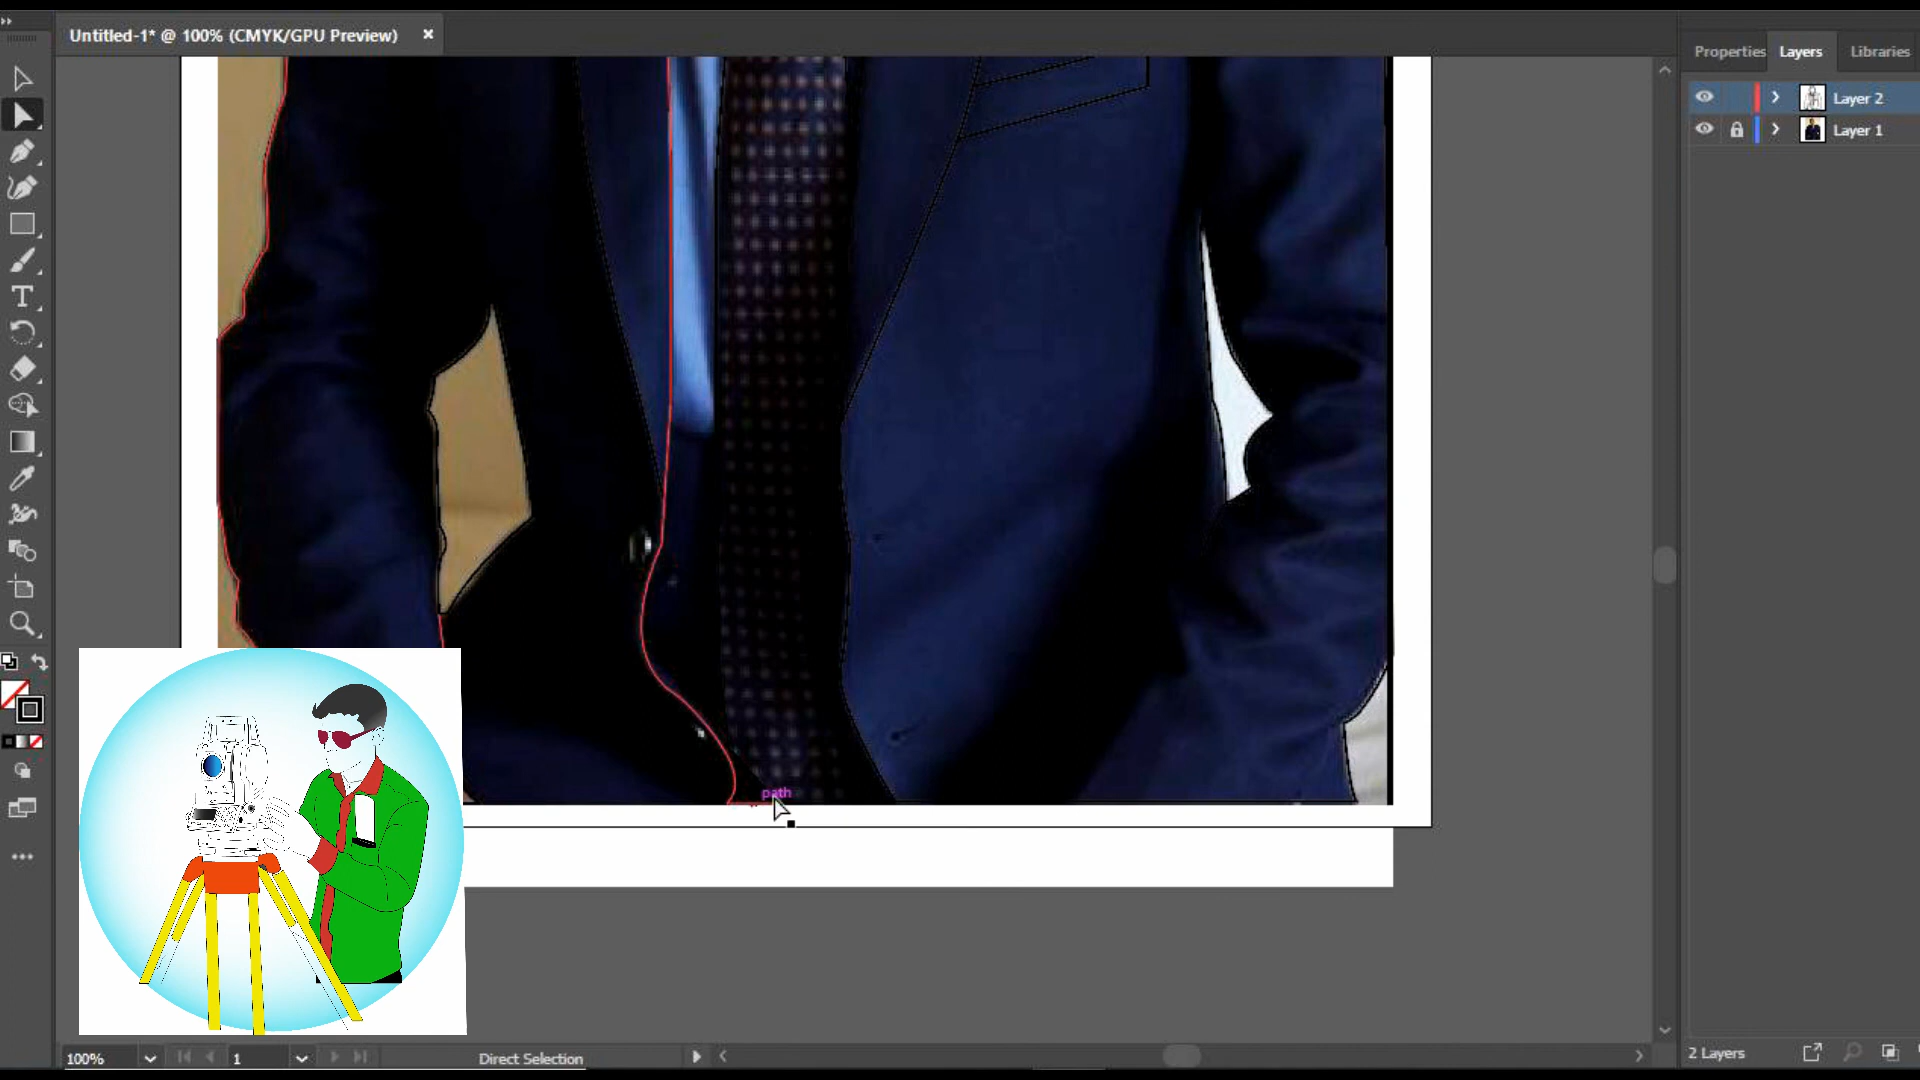 Untitled-1* @ 100% (CMYK/GPU Preview)
Properties
Layers
Libraries
Layer 2
Layer 1
path
100%
1
Direct Selection
2 Layers